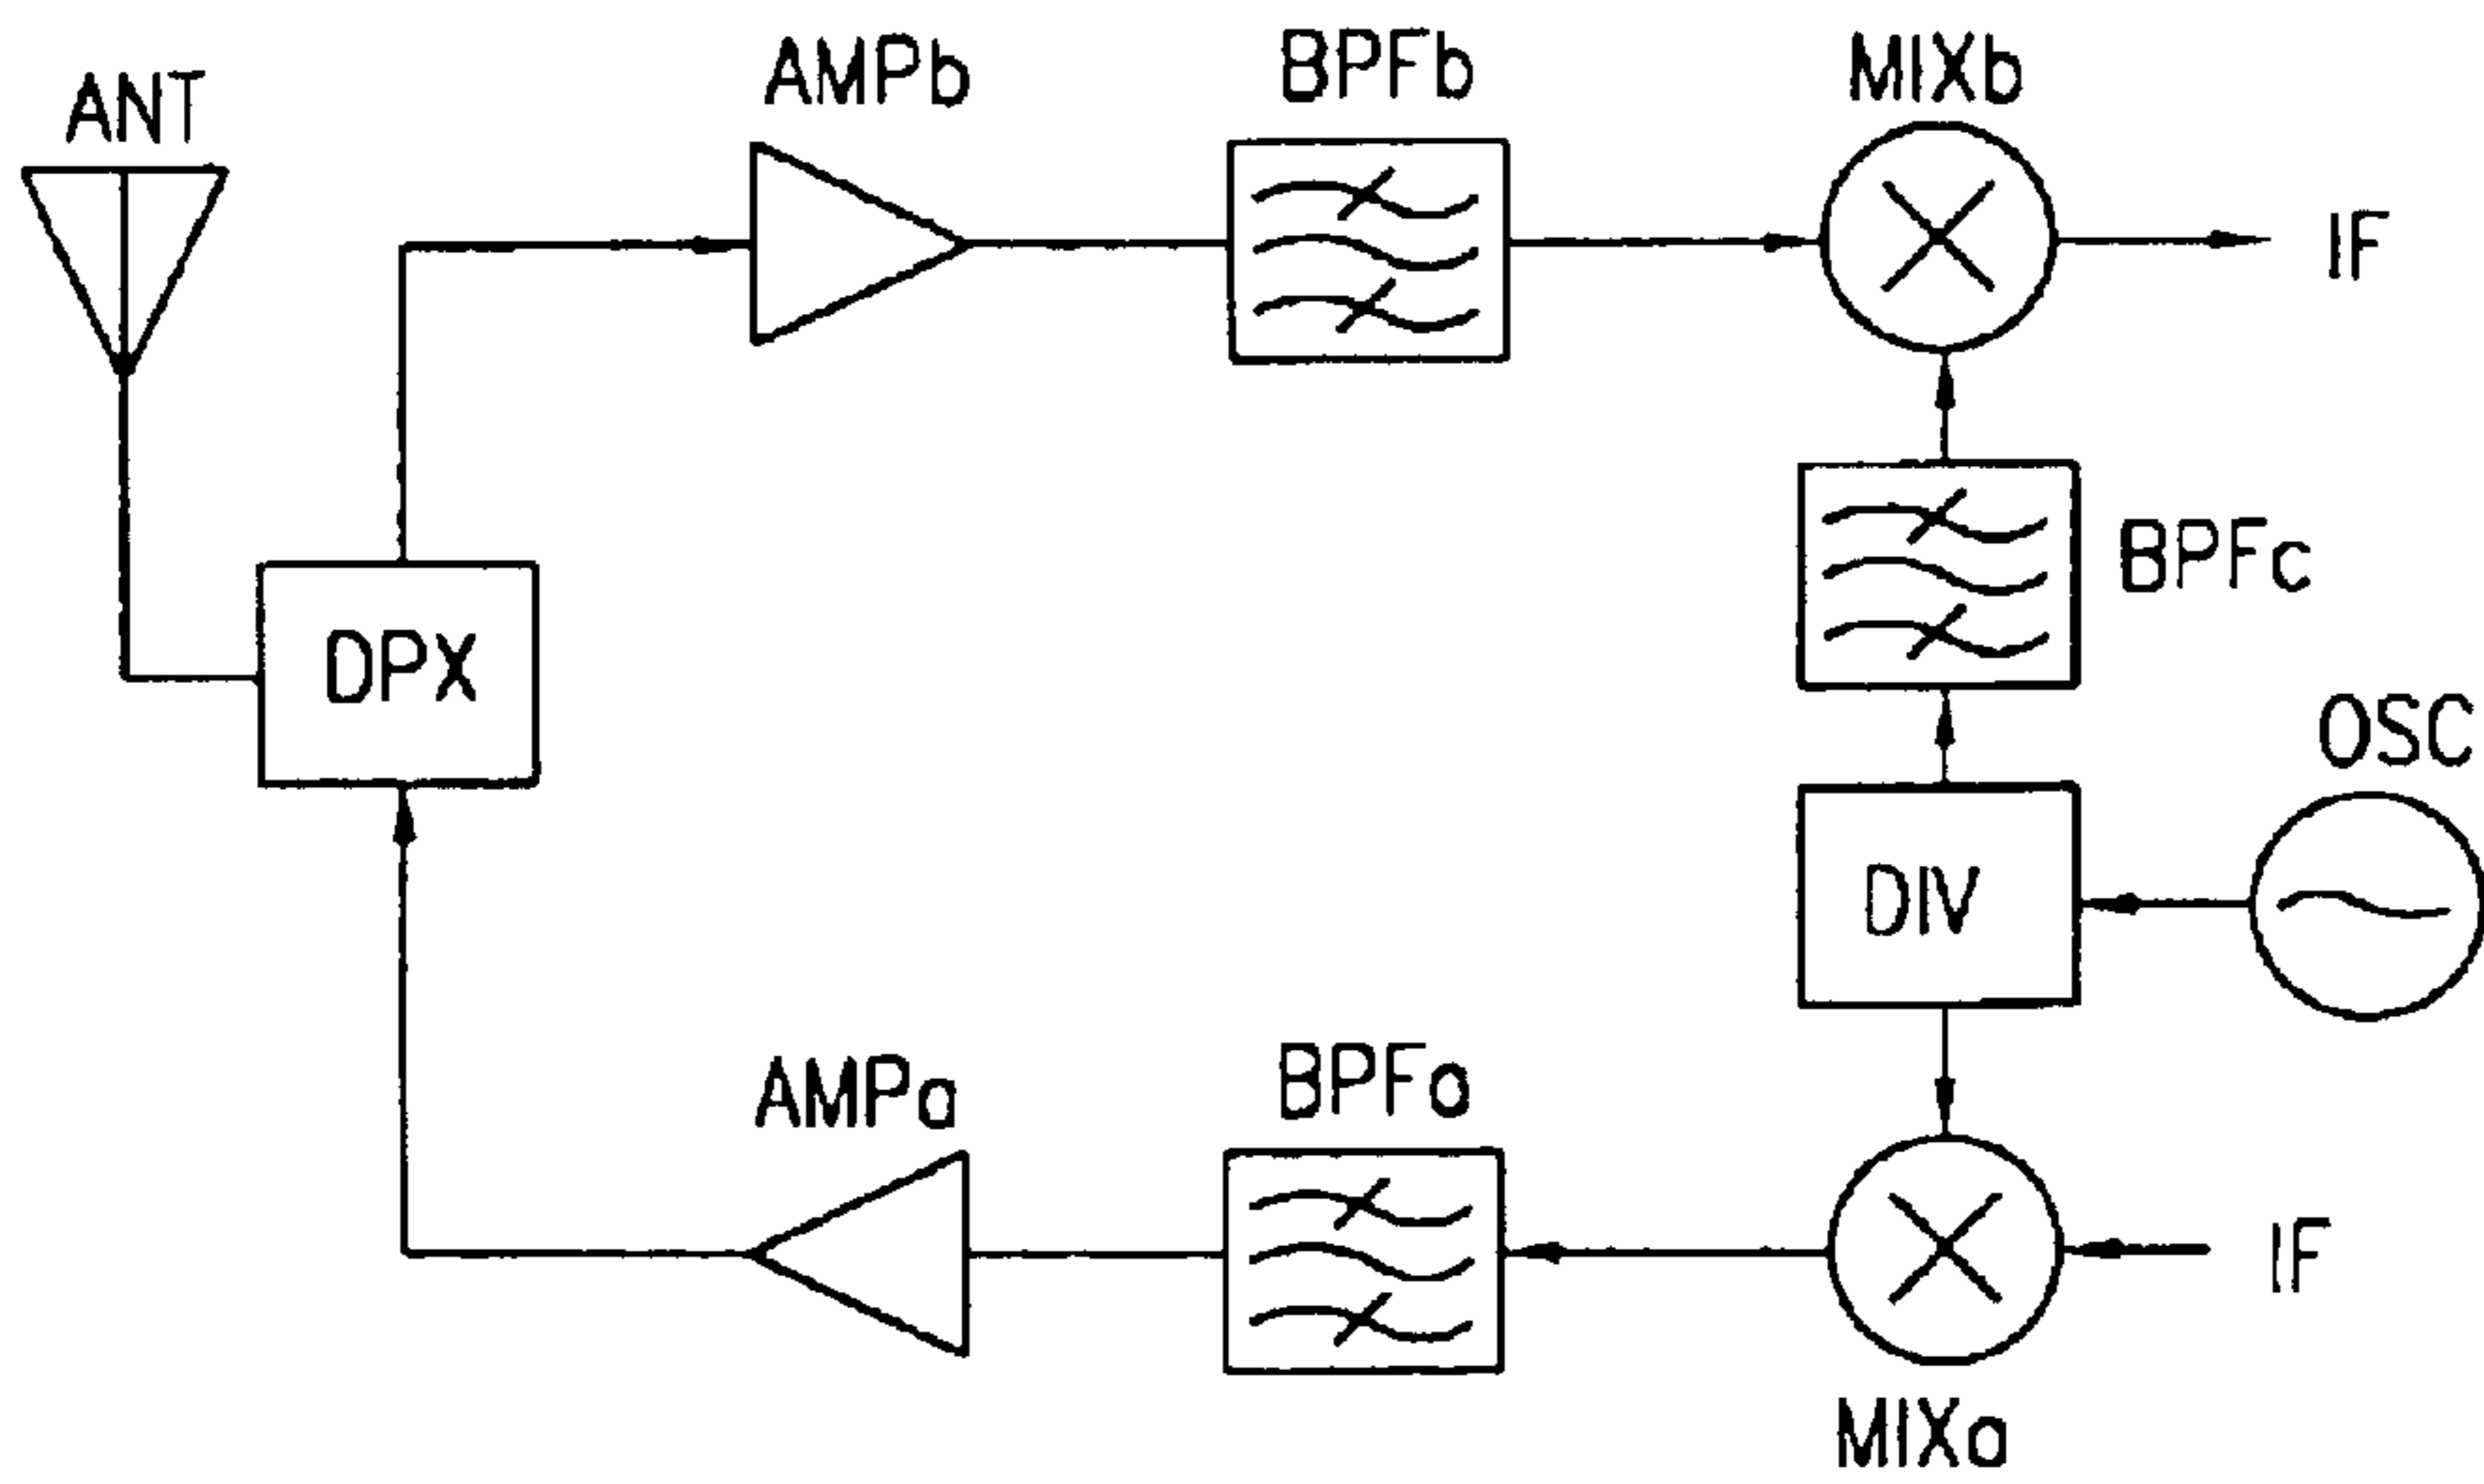 ANT
AMPb
BPFb
MIXb
IF
BPFc
DPX
OSC
DIV
AMPa
BPFa
IF
MIXa